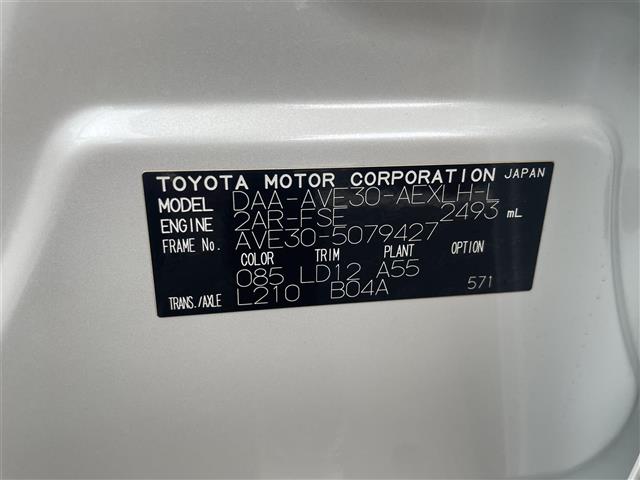 TOYOTA MOTOR CORPORATION JAPAN
MODEL DAA-AVE30-AEXLH-L
ENGINE 2AR-FSE 2493 mL
FRAME No. AVE30-5079427
COLOR TRIM PLANT OPTION
085 LD12 A55
TRANS./AXLE L210 B04A 571